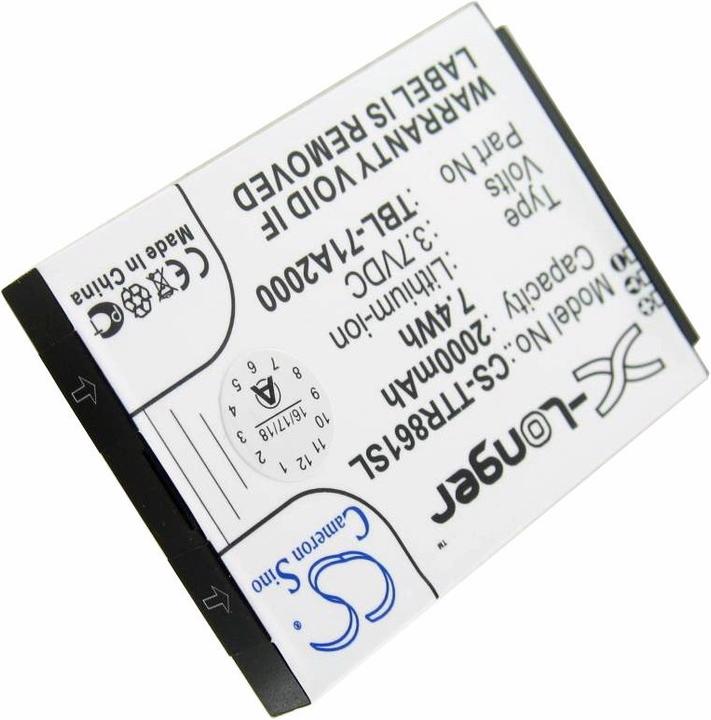 X-Longer™
Model No.: CS-TTR861SL
Capacity : 2000mAh
7.4Wh
Type : Lithium-ion
Volts : 3.7VDC
Part No TBL-71A2000
WARRANTY VOID IF
LABEL IS REMOVED
Cameron Sino
CS
®
1 2 3 4 5 6 7 8 9 10 11 12
A
16/17/18
CE
PCT
Made in China